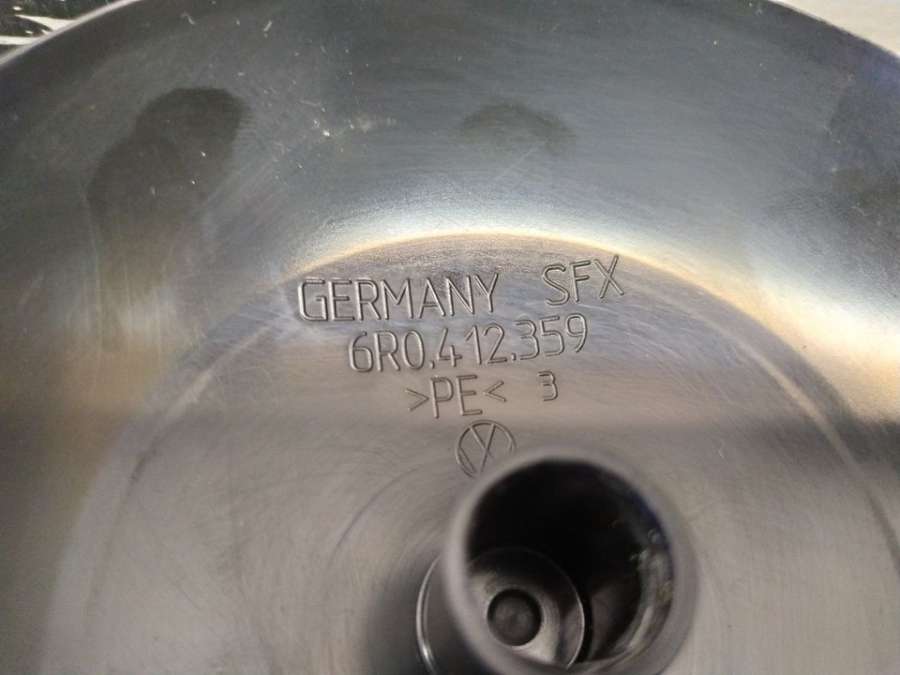 GERMANY SFX
6R0.412.359
>PE< 3